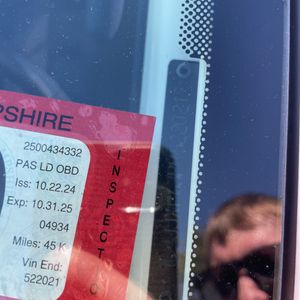 PSHIRE
2500434332
PAS LD OBD
Iss: 10.22.24
Exp: 10.31.25
04934
Miles: 45 K
Vin End:
522021
INSPECTIO